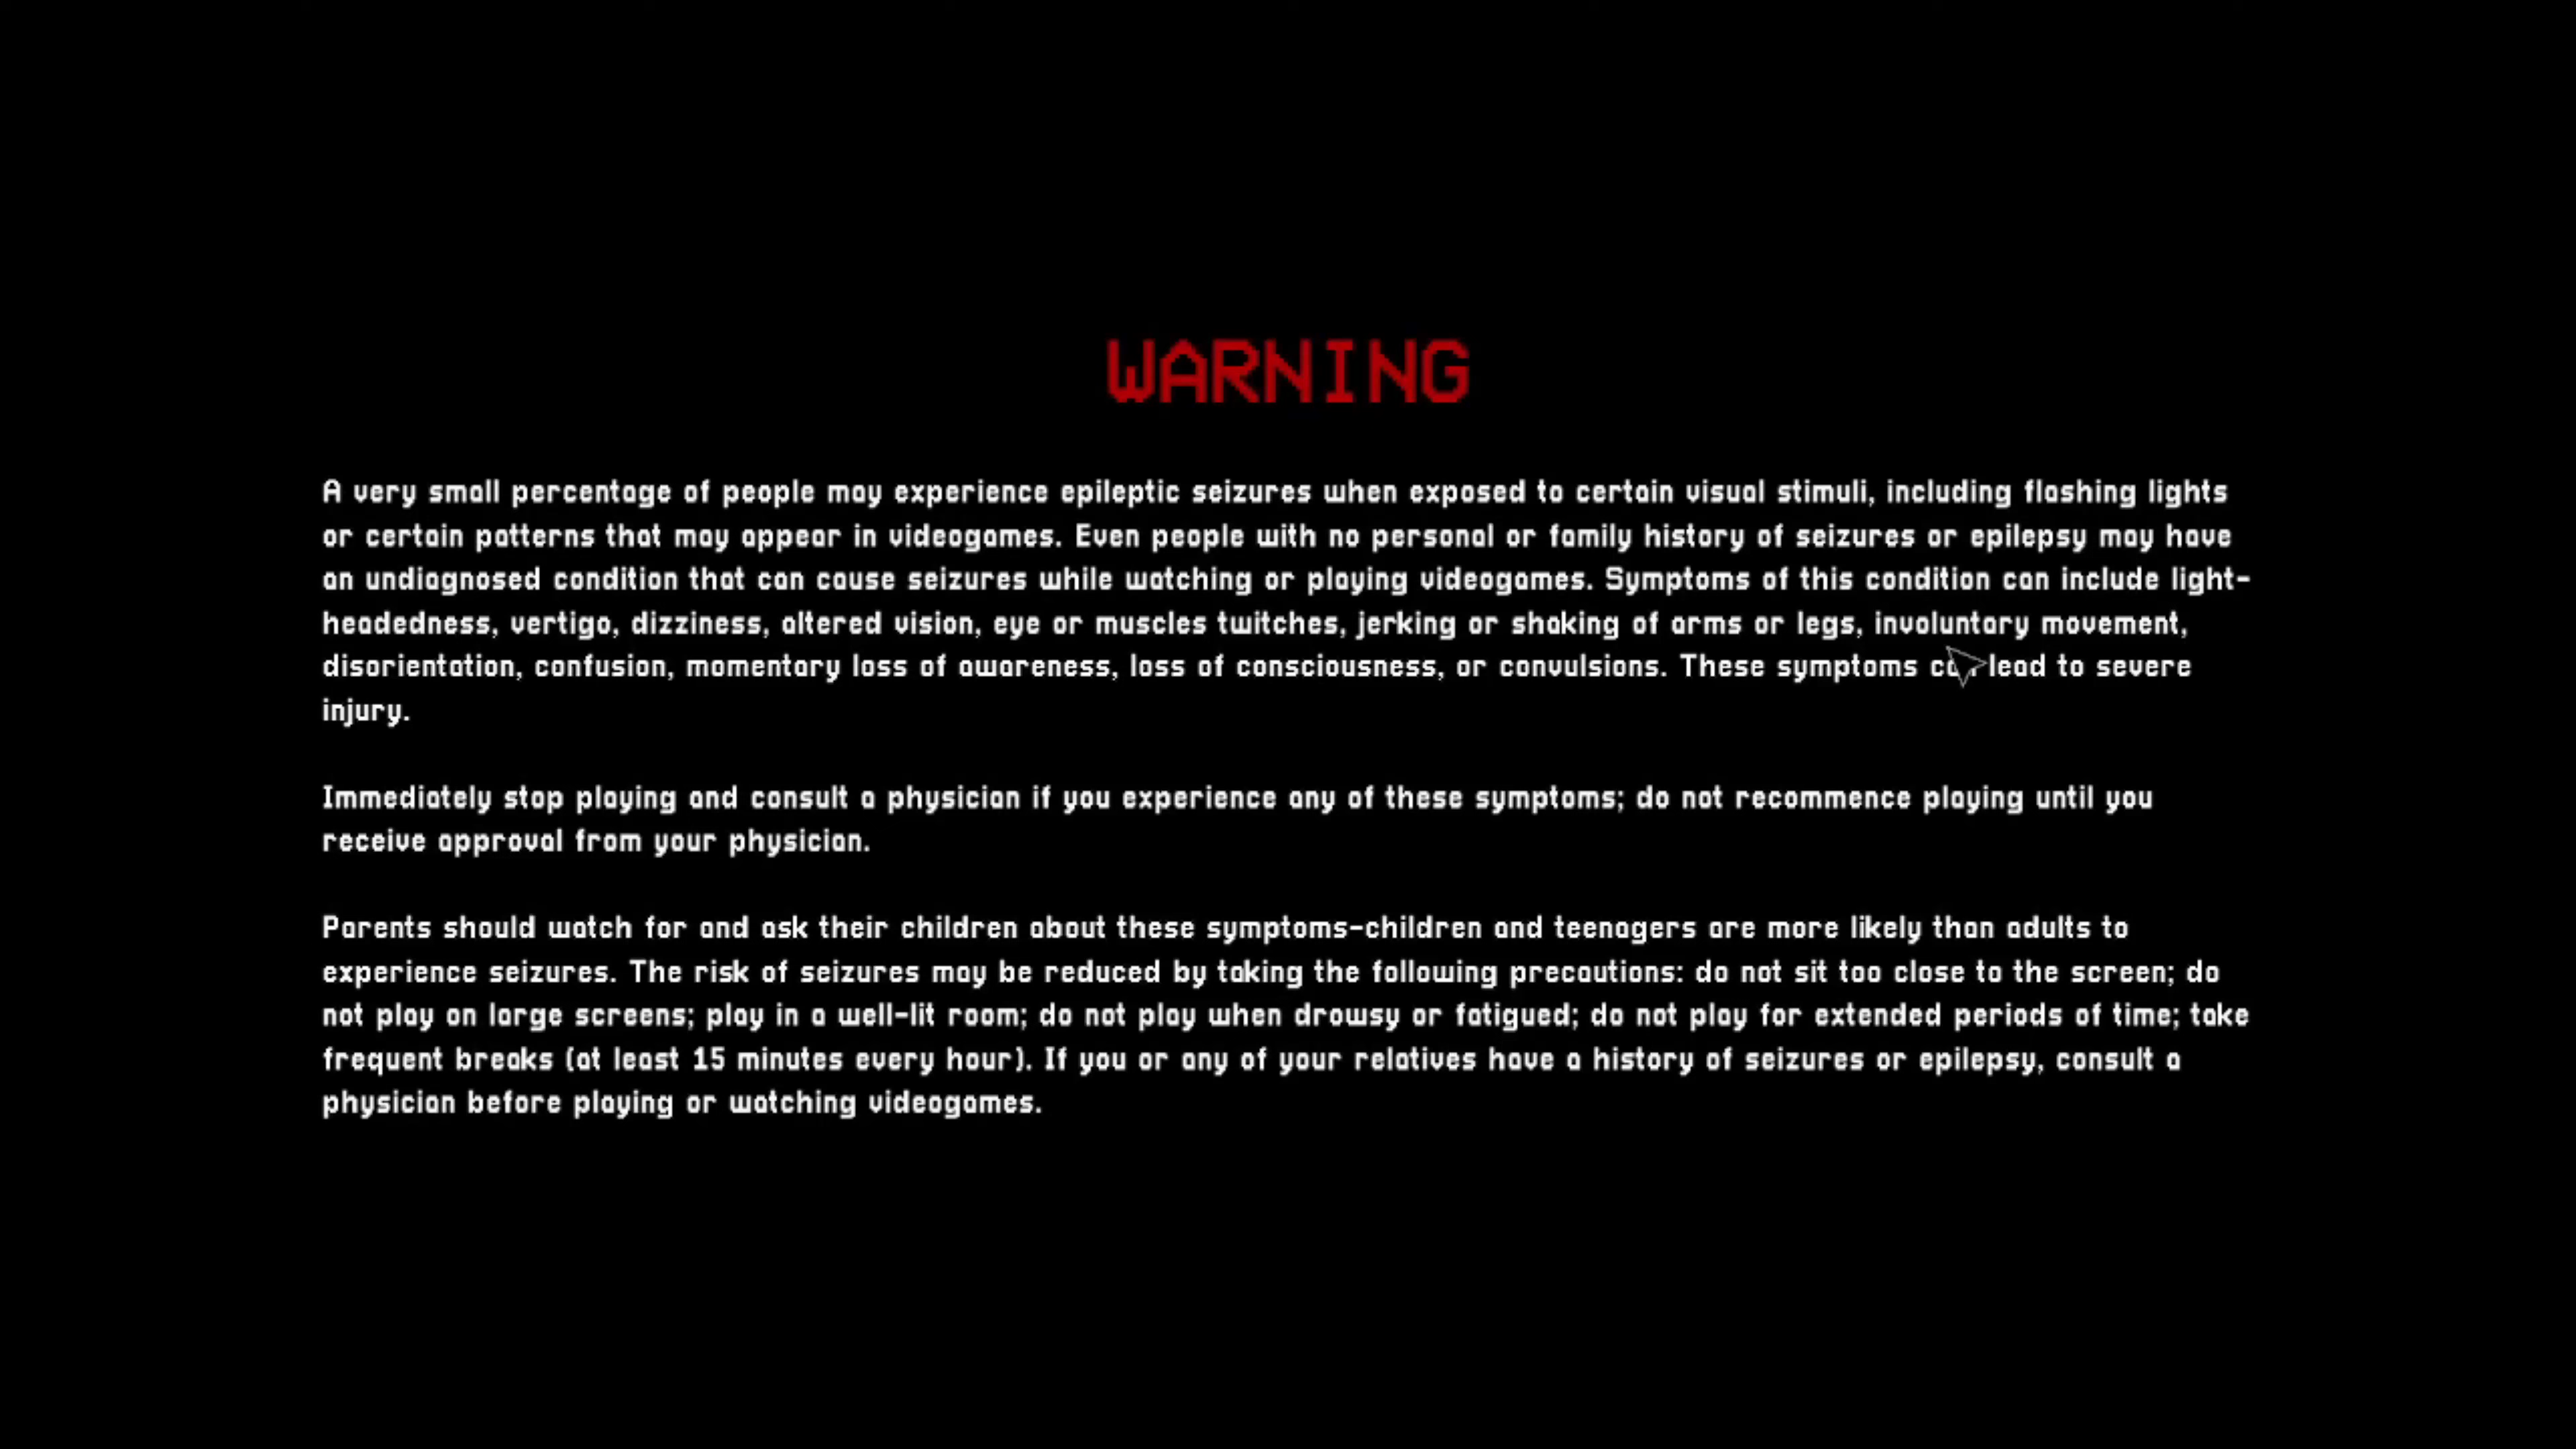 WARNING
A very small percentage of people may experience epileptic seizures when exposed to certain visual stimuli, including flashing lights
or certain patterns that may appear in videogames. Even people with no personal or family history of seizures or epilepsy may have
an undiagnosed condition that can cause seizures while watching or playing videogames. Symptoms of this condition can include light-
headedness, vertigo, dizziness, altered vision, eye or muscles twitches, jerking or shaking of arms or legs, involuntary movement,
disorientation, confusion, momentary loss of awareness, loss of consciousness, or convulsions. These symptoms can lead to severe
injury.
Immediately stop playing and consult a physician if you experience any of these symptoms; do not recommence playing until you
receive approval from your physician.
Parents should watch for and ask their children about these symptoms-children and teenagers are more likely than adults to
experience seizures. The risk of seizures may be reduced by taking the following precautions: do not sit too close to the screen; do
not play on large screens; play in a well-lit room; do not play when drowsy or fatigued; do not play for extended periods of time; take
frequent breaks (at least 15 minutes every hour). If you or any of your relatives have a history of seizures or epilepsy, consult a
physician before playing or watching videogames.